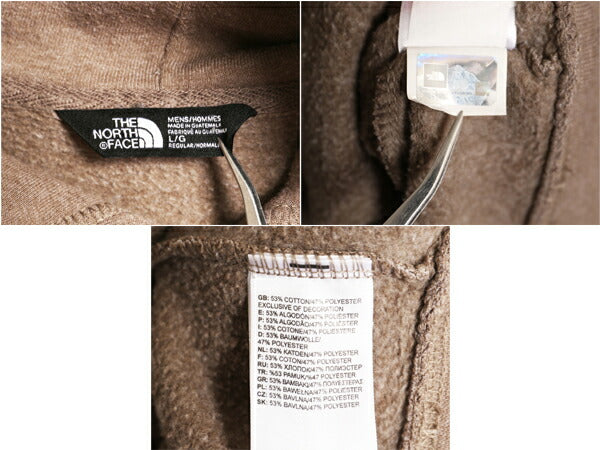 THE
NORTH
FACE
®
MENS/HOMMES
MADE IN GUATEMALA
FABRIQUÉ AU GUATEMALA
L/G
REGULAR/NORMAL
GB: 53% COTTON/47% POLYESTER
EXCLUSIVE OF DECORATION
E: 53% ALGODON/47% POLIESTER
P: 53% ALGODÃO/47% POLIÉSTER
I: 53% COTONE/47% POLIESTERE
D: 53% BAUMWOLLE/
47% POLYESTER
NL: 53% KATOEN/47% POLYESTER
F: 53% COTON/47% POLYESTER
RU: 53% ХЛОПОК/47% ПОЛИЭСТЕР
TR: %53 PAMUK/%47 POLYESTER
GR: 53% ΒΑΜΒΑΚΙ/47% ΠΟΛΥΕΣΤΕΡΑΣ
PL: 53% BAWEŁNA/47% POLIESTER
CZ: 53% BAVLNA/47% POLYESTER
SK: 53% BAVLNA/47% POLYESTER